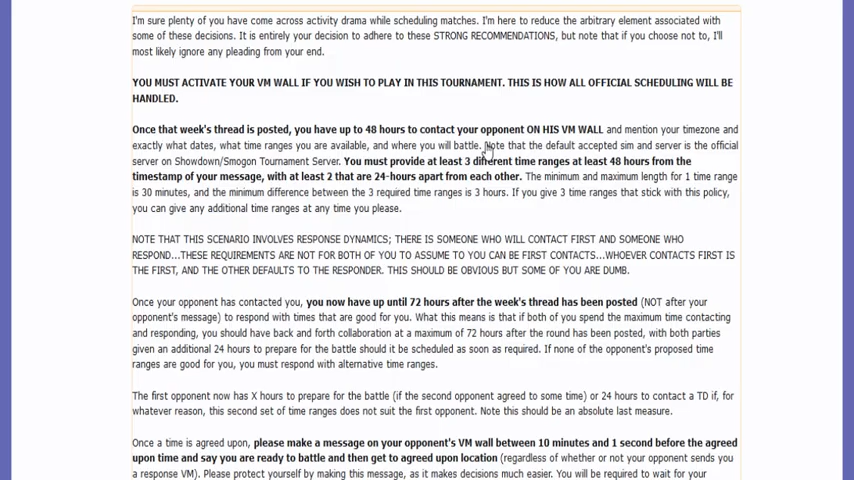 I'm sure plenty of you have come across activity drama while scheduling matches. I'm here to reduce the arbitrary element associated with
some of these decisions. It is entirely your decision to adhere to these STRONG RECOMMENDATIONS, but note that if you choose not to, I'll
most likely ignore any pleading from your end.
YOU MUST ACTIVATE YOUR VM WALL IF YOU WISH TO PLAY IN THIS TOURNAMENT. THIS IS HOW ALL OFFICIAL SCHEDULING WILL BE
HANDLED.
Once that week's thread is posted, you have up to 48 hours to contact your opponent ON HIS VM WALL and mention your timezone and
exactly what dates, what time ranges you are available, and where you will battle. Note that the default accepted sim and server is the official
server on Showdown/Smogon Tournament Server. You must provide at least 3 different time ranges at least 48 hours from the
timestamp of your message, with at least 2 that are 24-hours apart from each other. The minimum and maximum length for 1 time range
is 30 minutes, and the minimum difference between the 3 required time ranges is 3 hours. If you give 3 time ranges that stick with this policy,
you can give any additional time ranges at any time you please.
NOTE THAT THIS SCENARIO INVOLVES RESPONSE DYNAMICS; THERE IS SOMEONE WHO WILL CONTACT FIRST AND SOMEONE WHO
RESPOND...THESE REQUIREMENTS ARE NOT FOR BOTH OF YOU TO ASSUME TO YOU CAN BE FIRST CONTACTS...WHOEVER CONTACTS FIRST IS
THE FIRST, AND THE OTHER DEFAULTS TO THE RESPONDER. THIS SHOULD BE OBVIOUS BUT SOME OF YOU ARE DUMB.
Once your opponent has contacted you, you now have up until 72 hours after the week's thread has been posted (NOT after your
opponent's message) to respond with times that are good for you. What this means is that if both of you spend the maximum time contacting
and responding, you should have back and forth collaboration at a maximum of 72 hours after the round has been posted, with both parties
given an additional 24 hours to prepare for the battle should it be scheduled as soon as required. If none of the opponent's proposed time
ranges are good for you, you must respond with alternative time ranges.
The first opponent now has X hours to prepare for the battle (if the second opponent agreed to some time) or 24 hours to contact a TD if, for
whatever reason, this second set of time ranges does not suit the first opponent. Note this should be an absolute last measure.
Once a time is agreed upon, please make a message on your opponent's VM wall between 10 minutes and 1 second before the agreed
upon time and say you are ready to battle and then get to agreed upon location (regardless of whether or not your opponent sends you
a response VM). Please protect yourself by making this message, as it makes decisions much easier. You will be required to wait for your